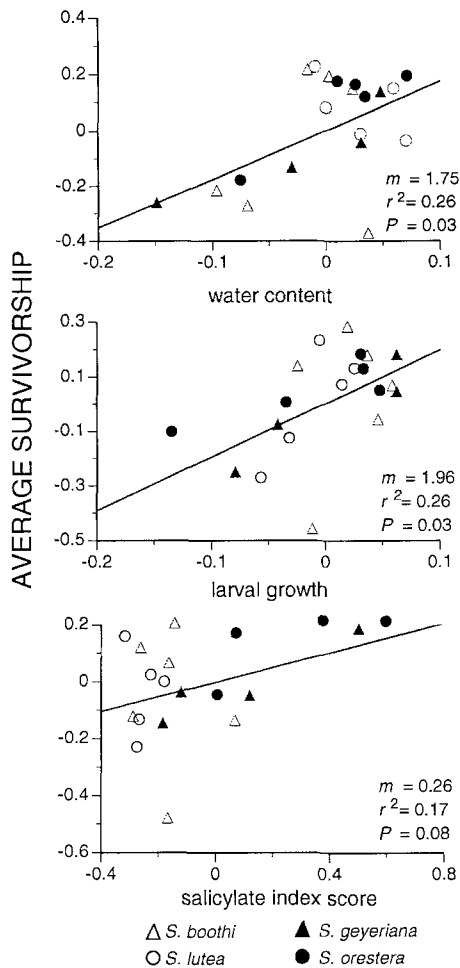 AVERAGE SURVIVORSHIP
0.4
0.2
0
-0.2
-0.4
m = 1.75
r² = 0.26
P = 0.03
-0.2 -0.1 0 0.1
water content
0.3
0.1
-0.1
-0.3
-0.5
m = 1.96
r² = 0.26
P = 0.03
-0.2 -0.1 0 0.1
larval growth
0.2
0
-0.2
-0.4
-0.6
m = 0.26
r² = 0.17
P = 0.08
-0.4 0 0.4 0.8
salicylate index score
△ S. boothi ▲ S. geyeriana
○ S. lutea ● S. orestera